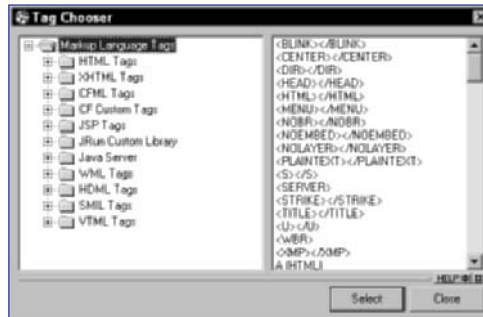 Tag Chooser
Markup Language Tags
HTML Tags
XHTML Tags
CFML Tags
CF Custom Tags
JSP Tags
JRun Custom Library
Java Server
WML Tags
HDML Tags
SMIL Tags
VTML Tags
<BLINK></BLINK>
<CENTER></CENTER>
<DIR></DIR>
<HEAD></HEAD>
<HTML></HTML>
<MENU></MENU>
<NOBR></NOBR>
<NOEMBED></NOEMBED>
<NOLAYER></NOLAYER>
<PLAINTEXT></PLAINTEXT>
<S></S>
<SERVER>
<STRIKE></STRIKE>
<TITLE></TITLE>
<U></U>
<WBR>
<XMP></XMP>
A (HTML)
HELP
Select
Close